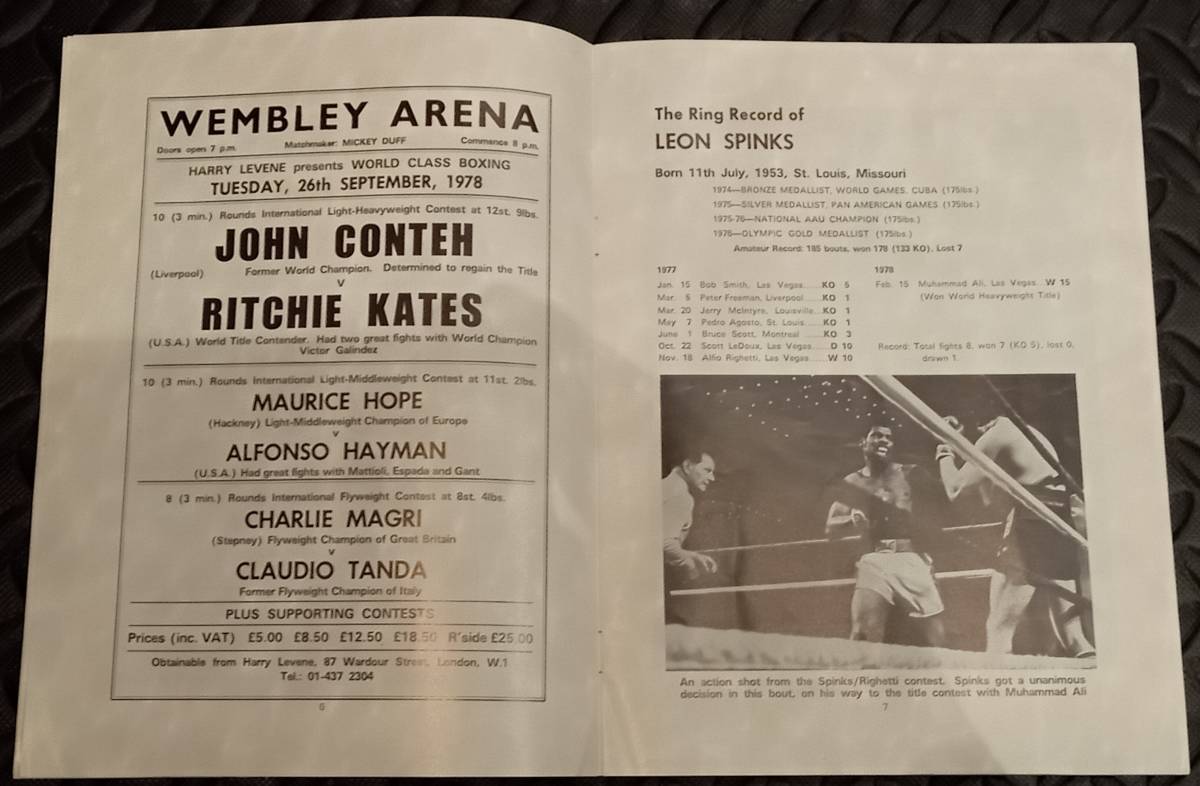 WEMBLEY ARENA
Doors open 7 p.m. Matchmaker: MICKEY DUFF Commence 8 p.m.
HARRY LEVENE presents WORLD CLASS BOXING
TUESDAY, 26th SEPTEMBER, 1978
10 (3 min.) Rounds International Light-Heavyweight Contest at 12st. 9lbs.
JOHN CONTEH
(Liverpool) Former World Champion. Determined to regain the Title
v
RITCHIE KATES
(U.S.A.) World Title Contender. Had two great fights with World Champion
Victor Galindez
10 (3 min.) Rounds International Light-Middleweight Contest at 11st. 2lbs.
MAURICE HOPE
(Hackney) Light-Middleweight Champion of Europe
v
ALFONSO HAYMAN
(U.S.A.) Had great fights with Mattioli, Espada and Gant
8 (3 min.) Rounds International Flyweight Contest at 8st. 4lbs.
CHARLIE MAGRI
(Stepney) Flyweight Champion of Great Britain
v
CLAUDIO TANDA
Former Flyweight Champion of Italy
PLUS SUPPORTING CONTESTS
Prices (inc. VAT) £5.00 £8.50 £12.50 £18.50 R'side £25.00
Obtainable from Harry Levene, 87 Wardour Street, London, W.1
Tel.: 01-437 2304
6
The Ring Record of
LEON SPINKS
Born 11th July, 1953, St. Louis, Missouri
1974—BRONZE MEDALLIST, WORLD GAMES, CUBA (175lbs.)
1975—SILVER MEDALLIST, PAN AMERICAN GAMES (175lbs.)
1975-76—NATIONAL AAU CHAMPION (175lbs.)
1976—OLYMPIC GOLD MEDALLIST (175lbs.)
Amateur Record: 185 bouts, won 178 (133 KO), Lost 7
1977
Jan. 15 Bob Smith, Las Vegas ..... KO 5
Mar. 5 Peter Freeman, Liverpool ..... KO 1
Mar. 20 Jerry McIntyre, Louisville ... KO 1
May 7 Pedro Agosto, St. Louis ..... KO 1
June 1 Bruce Scott, Montreal ..... KO 3
Oct. 22 Scott LeDoux, Las Vegas ..... D 10
Nov. 18 Alfio Righetti, Las Vegas ..... W 10
1978
Feb. 15 Muhammad Ali, Las Vegas ... W 15
(Won World Heavyweight Title)
Record: Total fights 8, won 7 (KO 5), lost 0,
drawn 1.
An action shot from the Spinks/Righetti contest. Spinks got a unanimous
decision in this bout, on his way to the title contest with Muhammad Ali
7